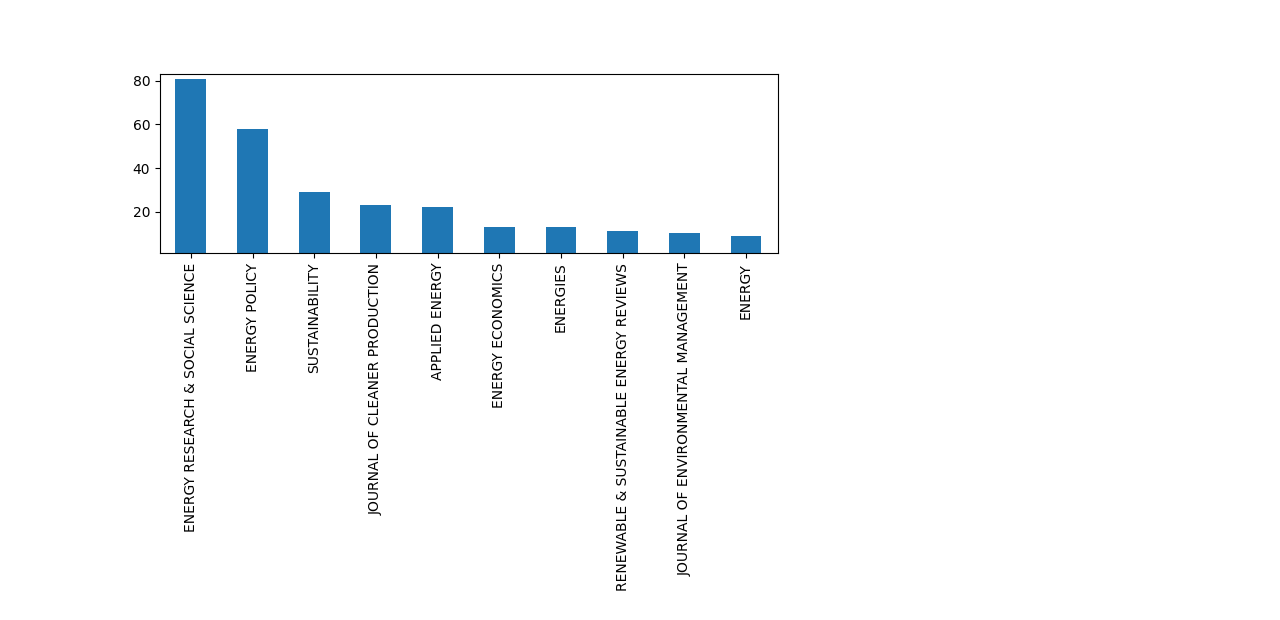 80
60
40
20
ENERGY RESEARCH & SOCIAL SCIENCE
ENERGY POLICY
SUSTAINABILITY
JOURNAL OF CLEANER PRODUCTION
APPLIED ENERGY
ENERGY ECONOMICS
ENERGIES
RENEWABLE & SUSTAINABLE ENERGY REVIEWS
JOURNAL OF ENVIRONMENTAL MANAGEMENT
ENERGY